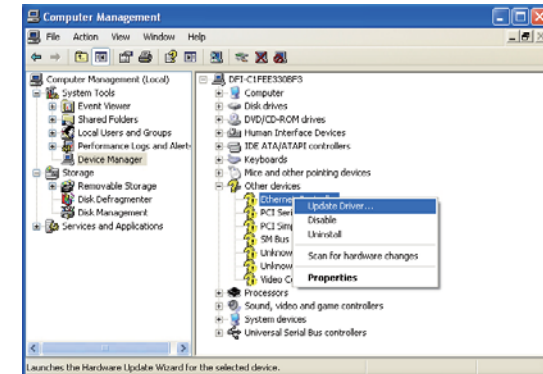 Computer Management
File Action View Window Help
Computer Management (Local)
System Tools
Event Viewer
Shared Folders
Local Users and Groups
Performance Logs and Alert
Device Manager
Storage
Removable Storage
Disk Defragmenter
Disk Management
Services and Applications
DFI-C1FEE3308F3
Computer
Disk drives
DVD/CD-ROM drives
Human Interface Devices
IDE ATA/ATAPI controllers
Keyboards
Mice and other pointing devices
Other devices
PCI Seri
PCI Simp
SM Bus
Unknow
Unknow
Video C
Processors
Sound, video and game controllers
System devices
Universal Serial Bus controllers
Update Driver...
Disable
Uninstall
Scan for hardware changes
Properties
Launches the Hardware Update Wizard for the selected device.